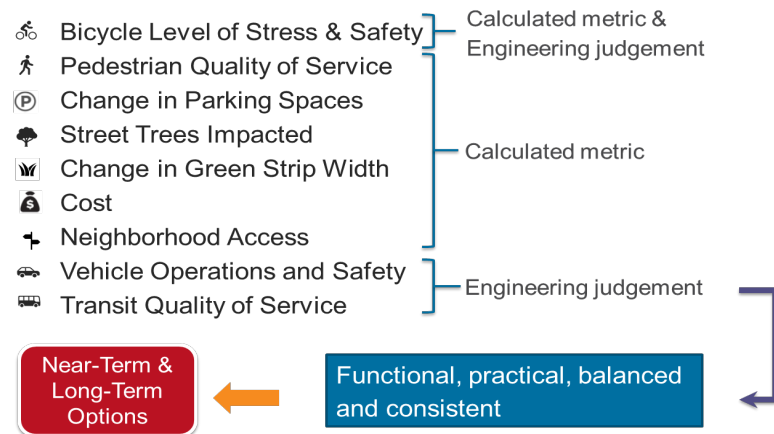 Bicycle Level of Stress & Safety
Calculated metric &
Engineering judgement
Pedestrian Quality of Service
P Change in Parking Spaces
Street Trees Impacted
Change in Green Strip Width
Calculated metric
$ Cost
Neighborhood Access
Vehicle Operations and Safety
Transit Quality of Service
Engineering judgement
Near-Term &
Long-Term
Options
Functional, practical, balanced
and consistent